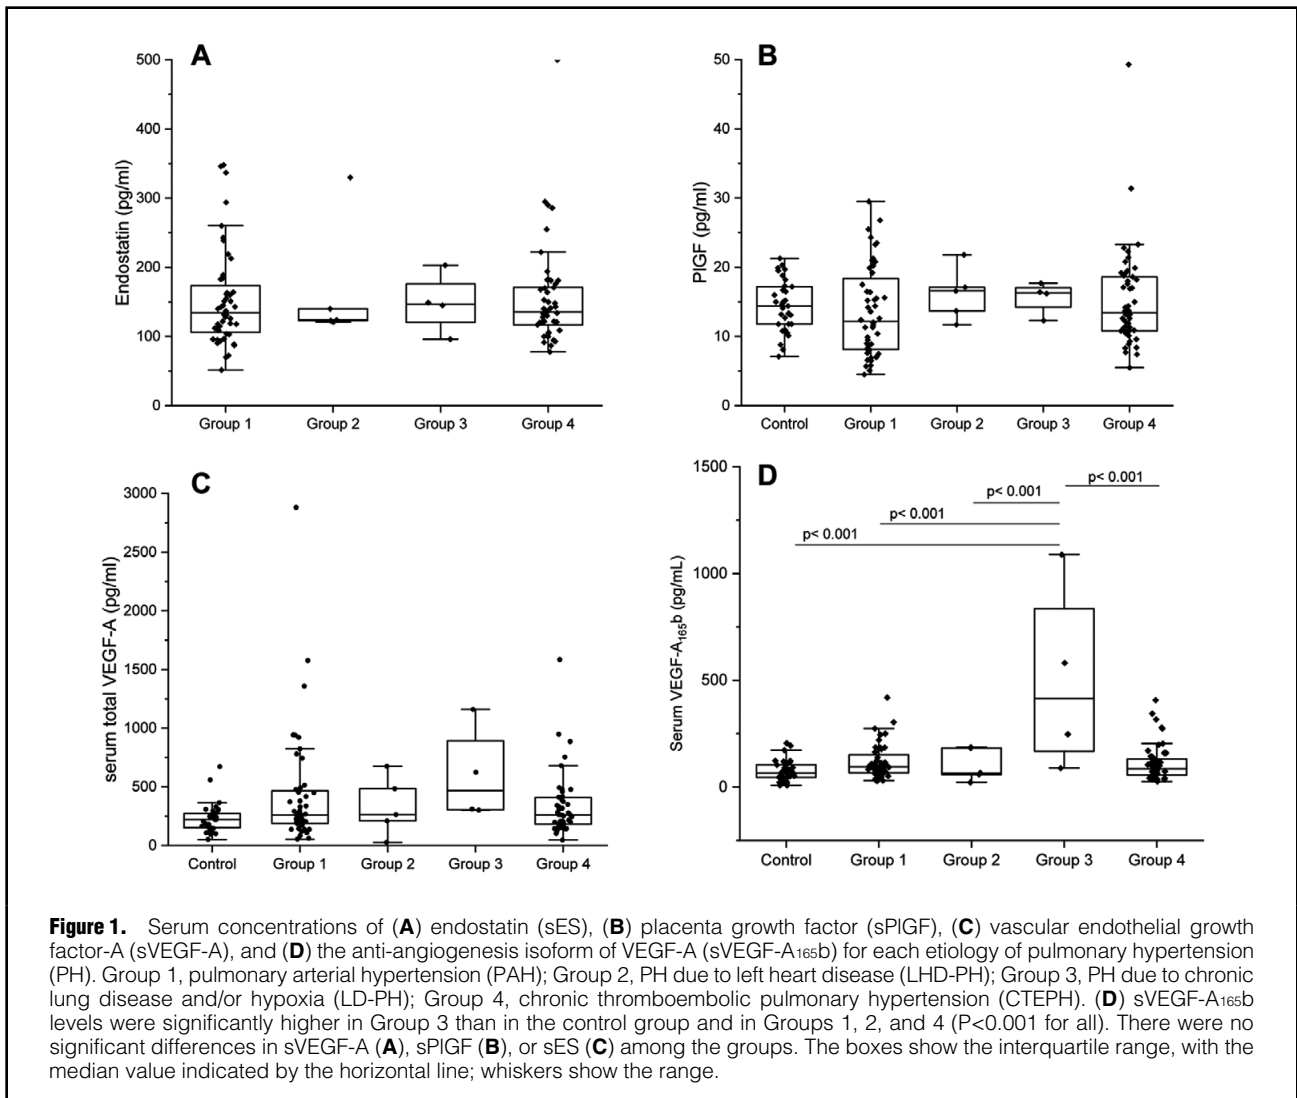 A
500
400
300
200
100
0
Endostatin (pg/ml)
Group 1 Group 2 Group 3 Group 4
B
50
40
30
20
10
0
PlGF (pg/ml)
Control Group 1 Group 2 Group 3 Group 4
C
3000
2500
2000
1500
1000
500
0
serum total VEGF-A (pg/ml)
Control Group 1 Group 2 Group 3 Group 4
D
1500
1000
500
0
Serum VEGF-A165b (pg/mL)
p< 0.001
p< 0.001
p< 0.001
p< 0.001
Control Group 1 Group 2 Group 3 Group 4
Figure 1. Serum concentrations of (A) endostatin (sES), (B) placenta growth factor (sPlGF), (C) vascular endothelial growth
factor-A (sVEGF-A), and (D) the anti-angiogenesis isoform of VEGF-A (sVEGF-A165b) for each etiology of pulmonary hypertension
(PH). Group 1, pulmonary arterial hypertension (PAH); Group 2, PH due to left heart disease (LHD-PH); Group 3, PH due to chronic
lung disease and/or hypoxia (LD-PH); Group 4, chronic thromboembolic pulmonary hypertension (CTEPH). (D) sVEGF-A165b
levels were significantly higher in Group 3 than in the control group and in Groups 1, 2, and 4 (P<0.001 for all). There were no
significant differences in sVEGF-A (A), sPlGF (B), or sES (C) among the groups. The boxes show the interquartile range, with the
median value indicated by the horizontal line; whiskers show the range.